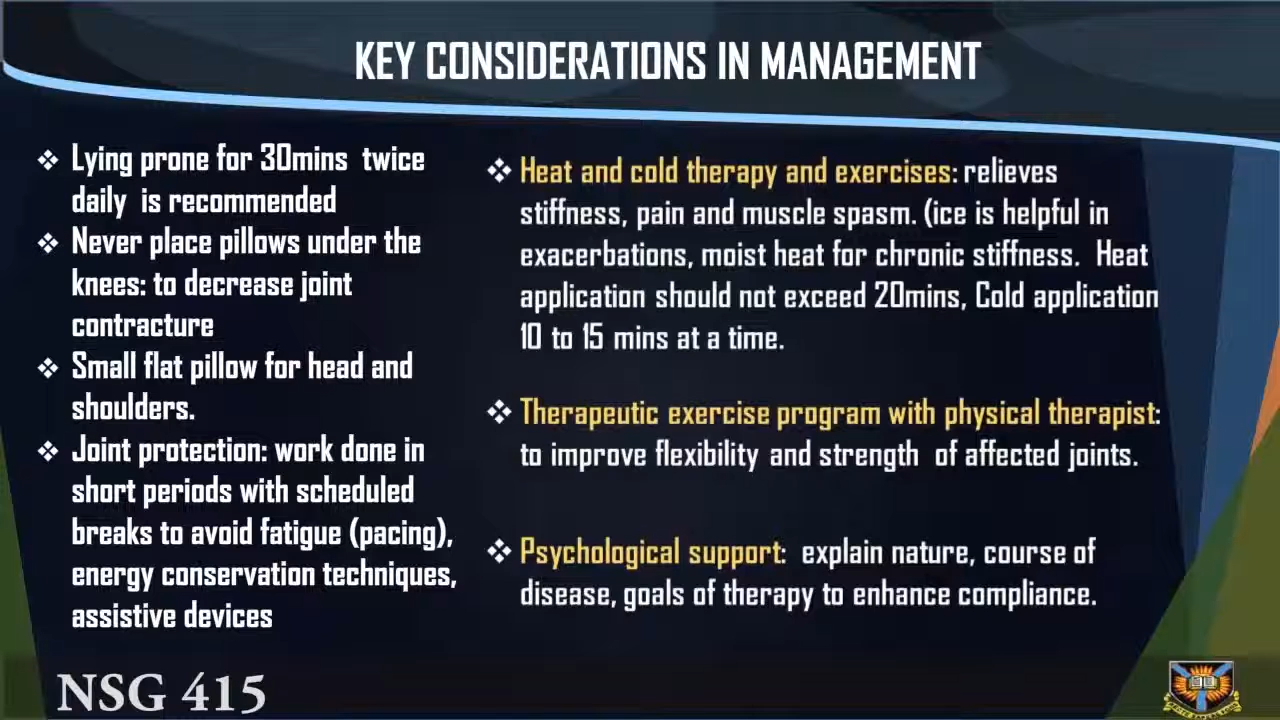 KEY CONSIDERATIONS IN MANAGEMENT
❖ Lying prone for 30mins twice
daily is recommended
❖ Never place pillows under the
knees: to decrease joint
contracture
❖ Small flat pillow for head and
shoulders.
❖ Joint protection: work done in
short periods with scheduled
breaks to avoid fatigue (pacing),
energy conservation techniques,
assistive devices
❖ Heat and cold therapy and exercises: relieves
stiffness, pain and muscle spasm. (ice is helpful in
exacerbations, moist heat for chronic stiffness. Heat
application should not exceed 20mins, Cold application
10 to 15 mins at a time.
❖ Therapeutic exercise program with physical therapist:
to improve flexibility and strength of affected joints.
❖ Psychological support: explain nature, course of
disease, goals of therapy to enhance compliance.
NSG 415